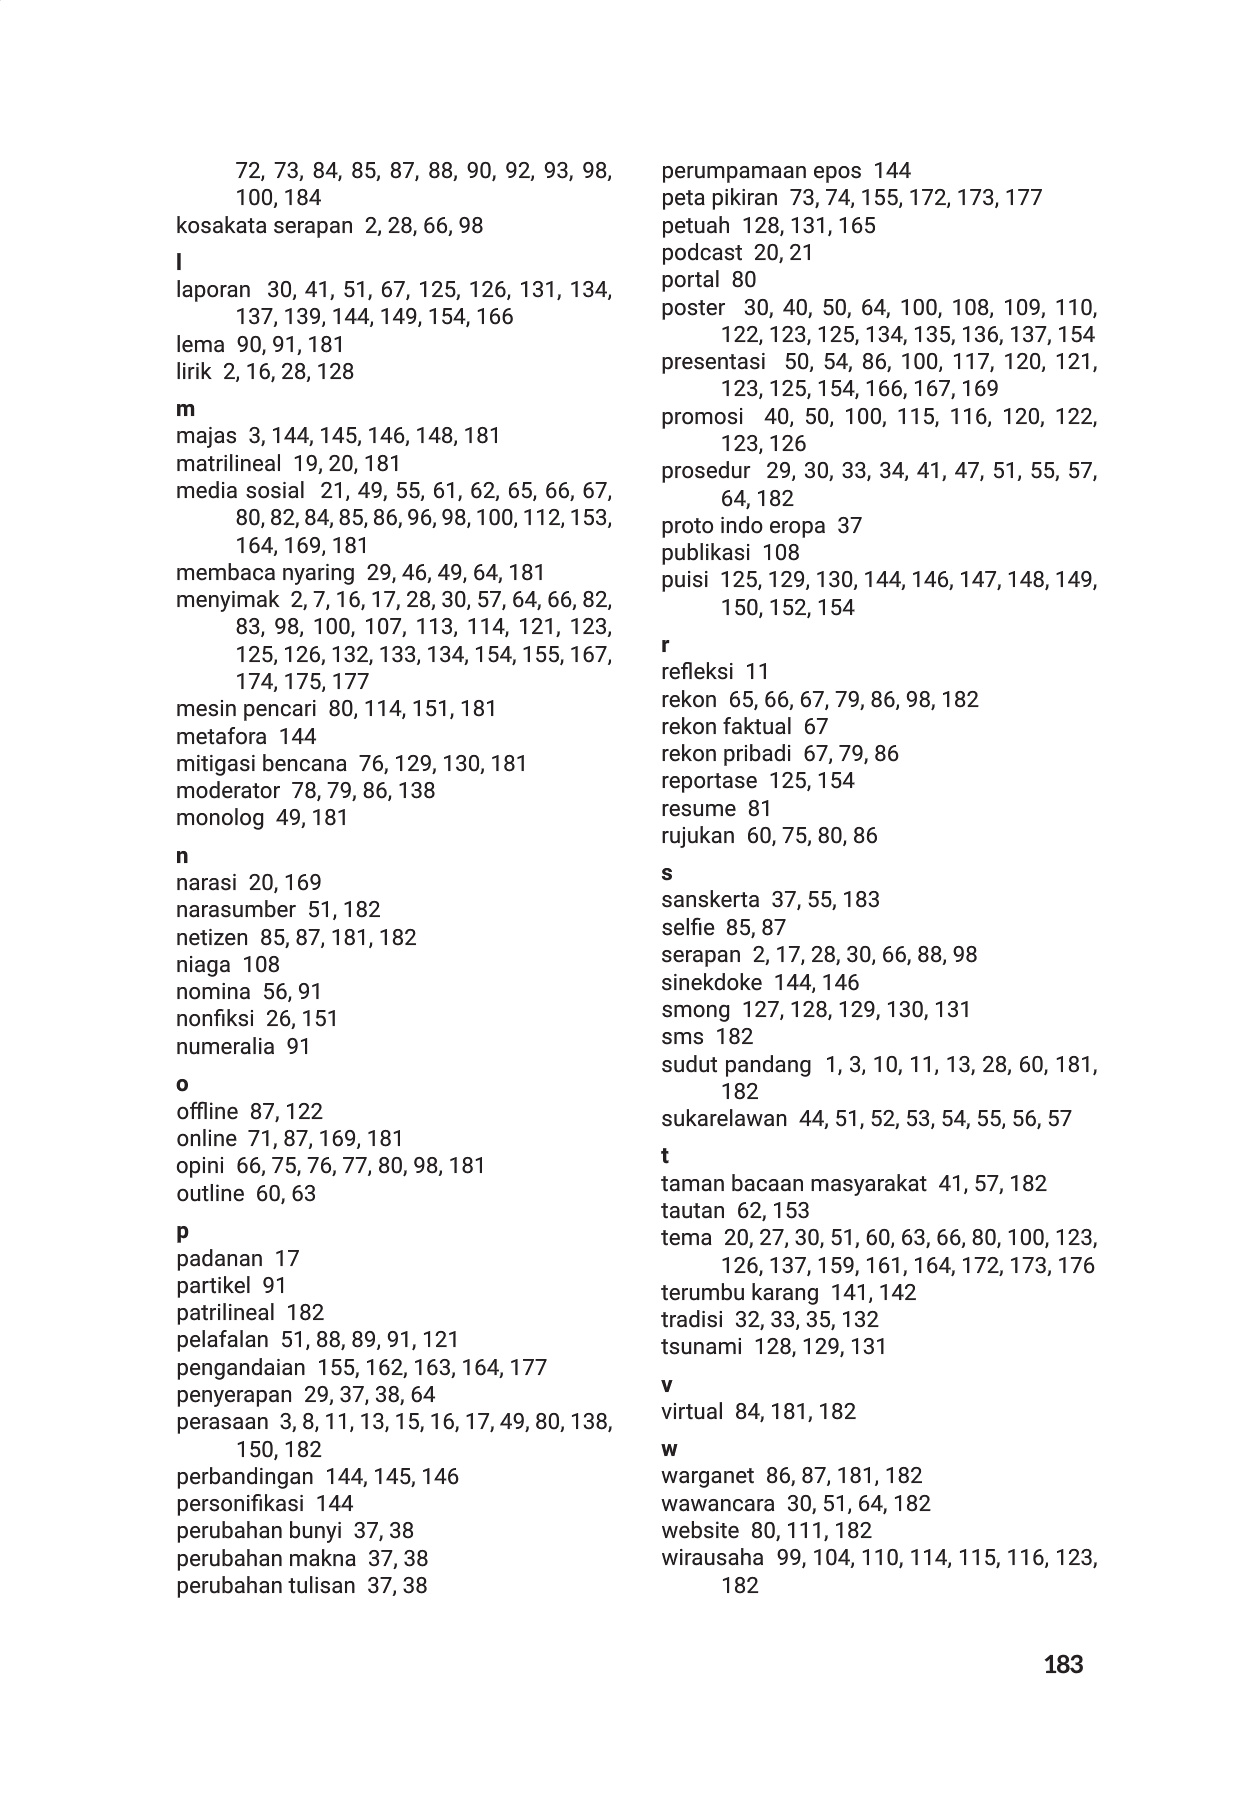 72, 73, 84, 85, 87, 88, 90, 92, 93, 98,
100, 184
kosakata serapan 2, 28, 66, 98
l
laporan 30, 41, 51, 67, 125, 126, 131, 134,
137, 139, 144, 149, 154, 166
lema 90, 91, 181
lirik 2, 16, 28, 128
m
majas 3, 144, 145, 146, 148, 181
matrilineal 19, 20, 181
media sosial 21, 49, 55, 61, 62, 65, 66, 67,
80, 82, 84, 85, 86, 96, 98, 100, 112, 153,
164, 169, 181
membaca nyaring 29, 46, 49, 64, 181
menyimak 2, 7, 16, 17, 28, 30, 57, 64, 66, 82,
83, 98, 100, 107, 113, 114, 121, 123,
125, 126, 132, 133, 134, 154, 155, 167,
174, 175, 177
mesin pencari 80, 114, 151, 181
metafora 144
mitigasi bencana 76, 129, 130, 181
moderator 78, 79, 86, 138
monolog 49, 181
n
narasi 20, 169
narasumber 51, 182
netizen 85, 87, 181, 182
niaga 108
nomina 56, 91
nonfiksi 26, 151
numeralia 91
o
offline 87, 122
online 71, 87, 169, 181
opini 66, 75, 76, 77, 80, 98, 181
outline 60, 63
p
padanan 17
partikel 91
patrilineal 182
pelafalan 51, 88, 89, 91, 121
pengandaian 155, 162, 163, 164, 177
penyerapan 29, 37, 38, 64
perasaan 3, 8, 11, 13, 15, 16, 17, 49, 80, 138,
150, 182
perbandingan 144, 145, 146
personifikasi 144
perubahan bunyi 37, 38
perubahan makna 37, 38
perubahan tulisan 37, 38
perumpamaan epos 144
peta pikiran 73, 74, 155, 172, 173, 177
petuah 128, 131, 165
podcast 20, 21
portal 80
poster 30, 40, 50, 64, 100, 108, 109, 110,
122, 123, 125, 134, 135, 136, 137, 154
presentasi 50, 54, 86, 100, 117, 120, 121,
123, 125, 154, 166, 167, 169
promosi 40, 50, 100, 115, 116, 120, 122,
123, 126
prosedur 29, 30, 33, 34, 41, 47, 51, 55, 57,
64, 182
proto indo eropa 37
publikasi 108
puisi 125, 129, 130, 144, 146, 147, 148, 149,
150, 152, 154
r
refleksi 11
rekon 65, 66, 67, 79, 86, 98, 182
rekon faktual 67
rekon pribadi 67, 79, 86
reportase 125, 154
resume 81
rujukan 60, 75, 80, 86
s
sanskerta 37, 55, 183
selfie 85, 87
serapan 2, 17, 28, 30, 66, 88, 98
sinekdoke 144, 146
smong 127, 128, 129, 130, 131
sms 182
sudut pandang 1, 3, 10, 11, 13, 28, 60, 181,
182
sukarelawan 44, 51, 52, 53, 54, 55, 56, 57
t
taman bacaan masyarakat 41, 57, 182
tautan 62, 153
tema 20, 27, 30, 51, 60, 63, 66, 80, 100, 123,
126, 137, 159, 161, 164, 172, 173, 176
terumbu karang 141, 142
tradisi 32, 33, 35, 132
tsunami 128, 129, 131
v
virtual 84, 181, 182
w
warganet 86, 87, 181, 182
wawancara 30, 51, 64, 182
website 80, 111, 182
wirausaha 99, 104, 110, 114, 115, 116, 123,
182
183